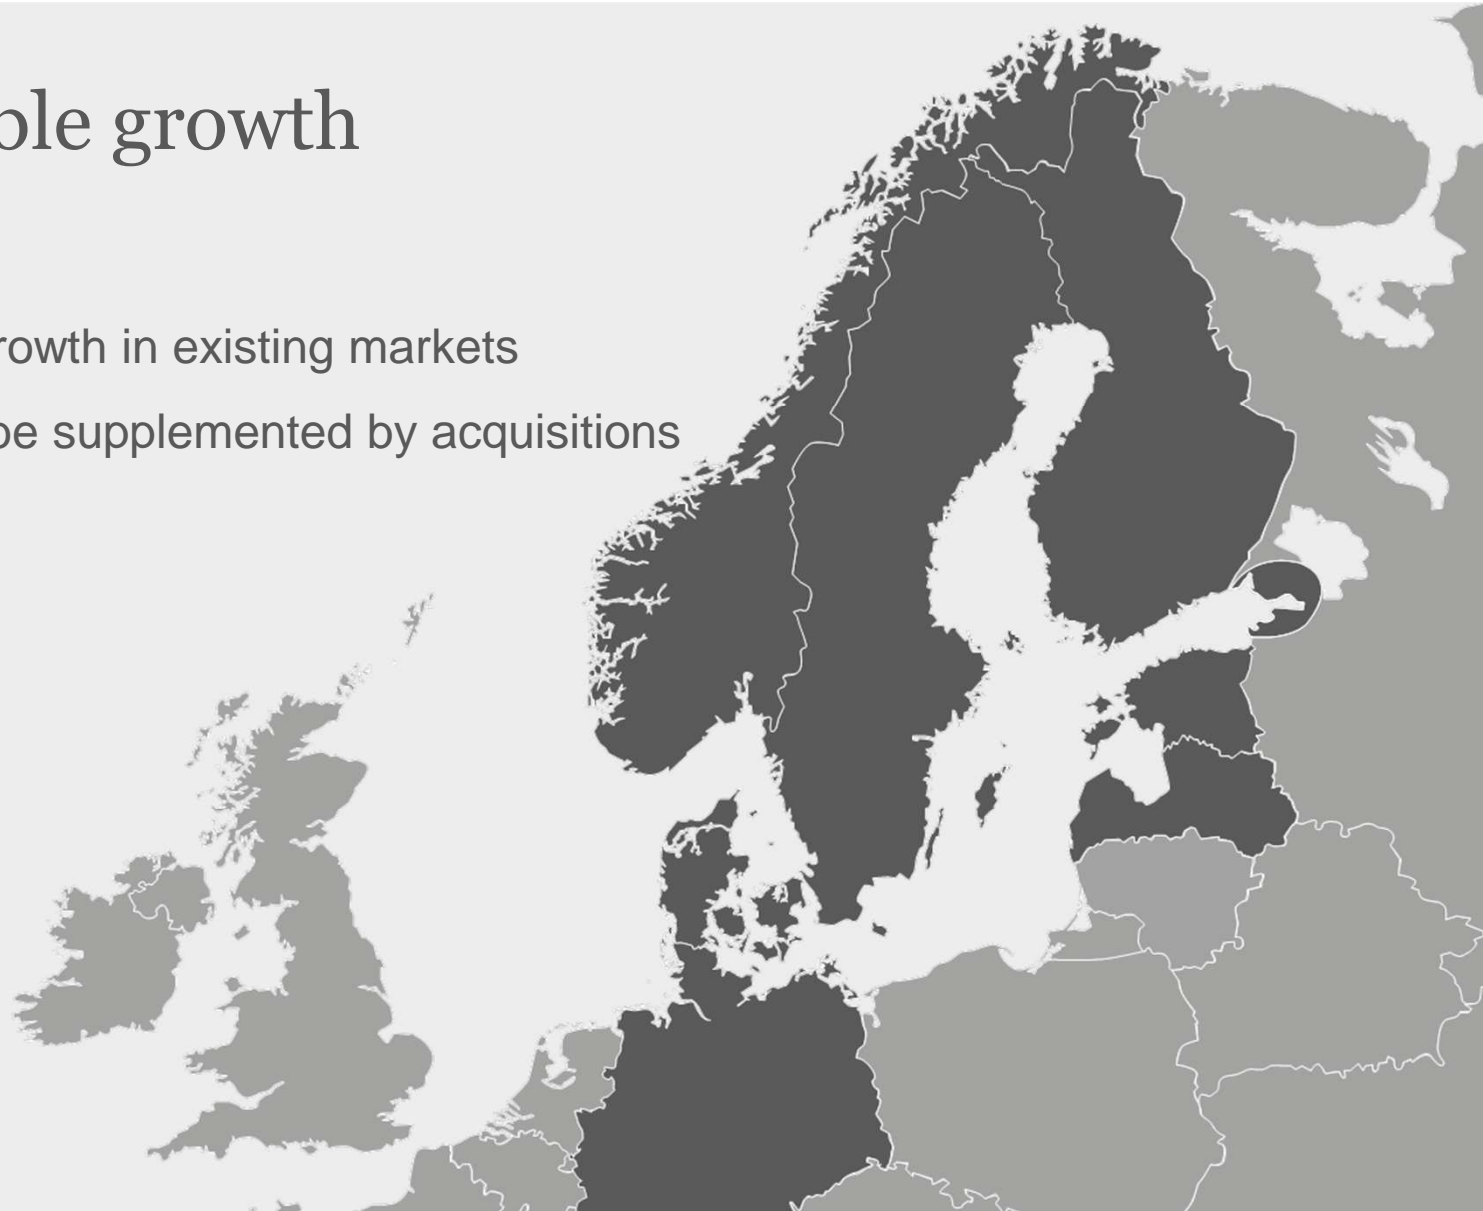 ble growth
rowth in existing markets
be supplemented by acquisitions